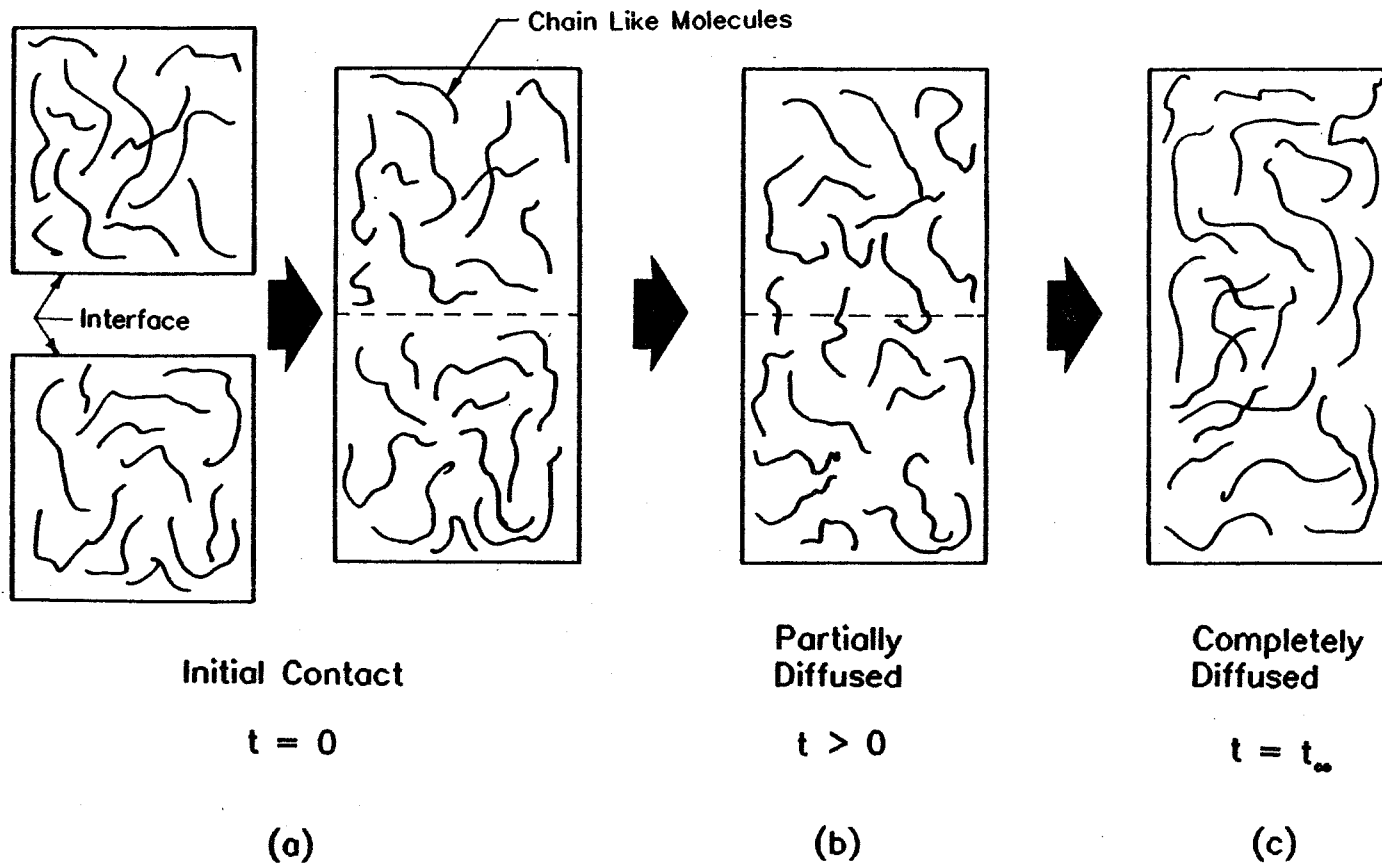 Chain Like Molecules
Interface
Initial Contact
t = 0
(a)
Partially
Diffused
t > 0
(b)
Completely
Diffused
t = t∞
(c)